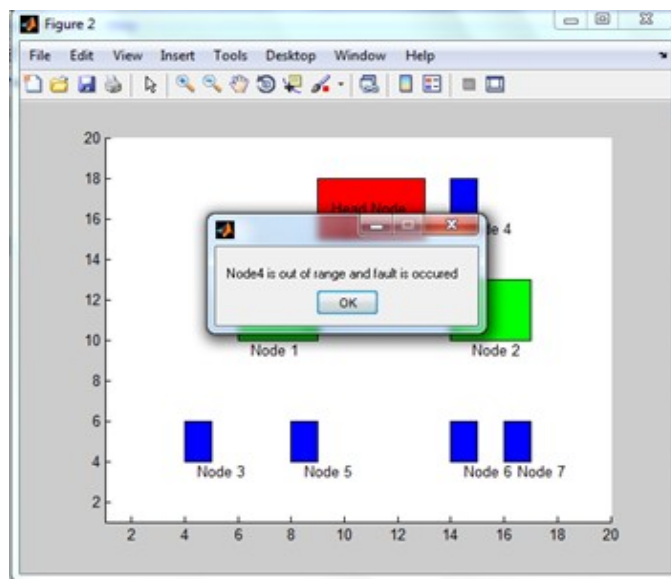 Figure 2
File Edit View Insert Tools Desktop Window Help
20
18
16
14
12
10
8
6
4
2
Head Node
de 4
Node4 is out of range and fault is occured
OK
Node 1
Node 2
Node 3
Node 5
Node 6
Node 7
2 4 6 8 10 12 14 16 18 20